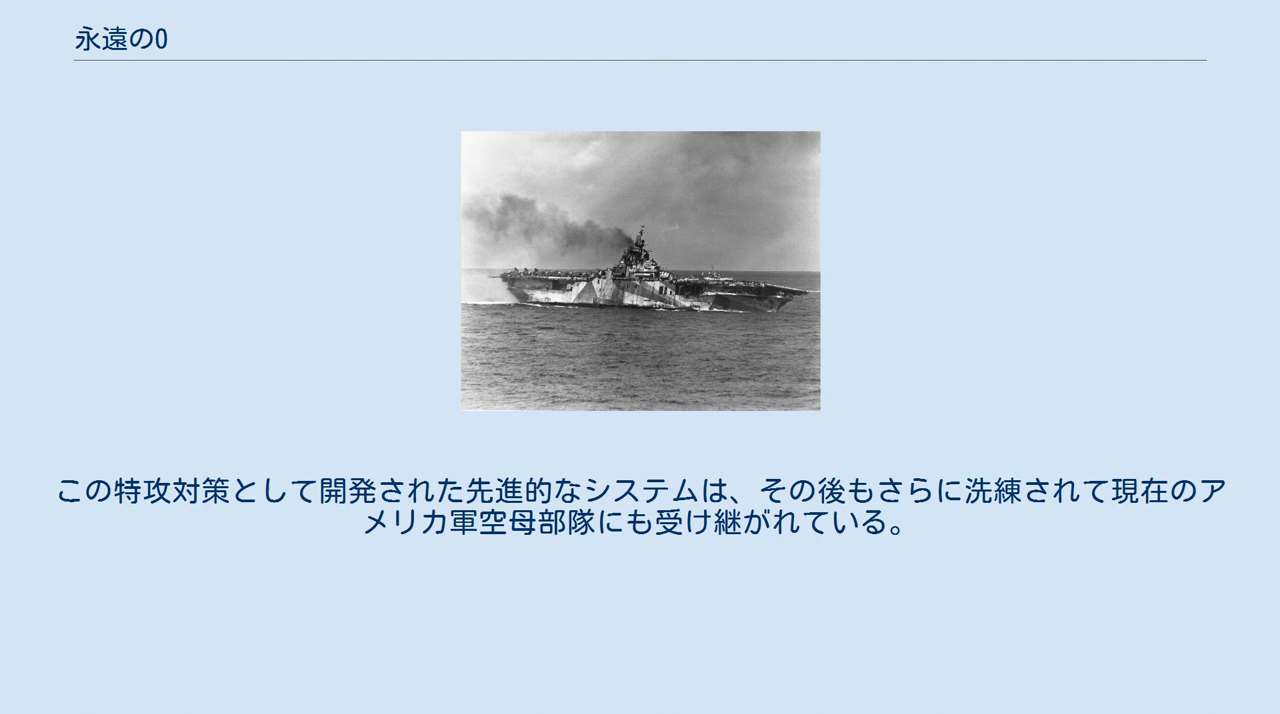 永遠の0
この特攻対策として開発された先進的なシステムは、その後もさらに洗練されて現在のア
メリカ軍空母部隊にも受け継がれている。